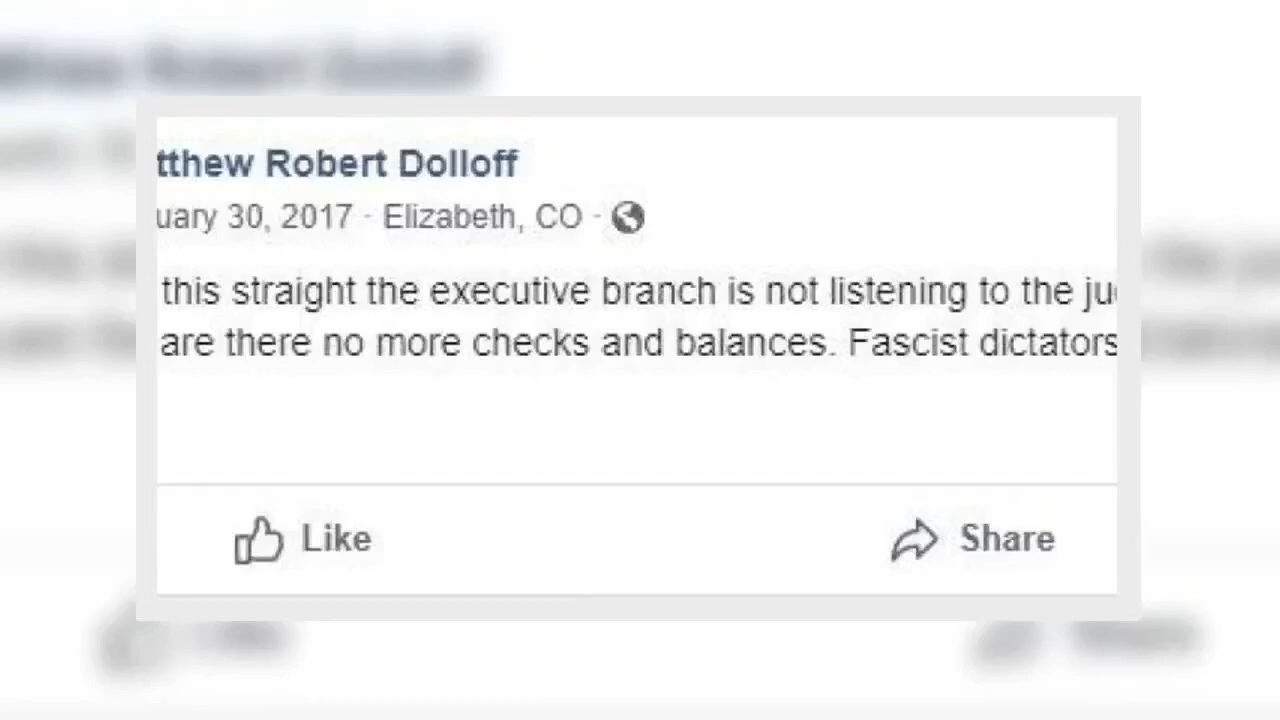 tthew Robert Dolloff
uary 30, 2017 · Elizabeth, CO ·
this straight the executive branch is not listening to the ju
are there no more checks and balances. Fascist dictators
Like
Share